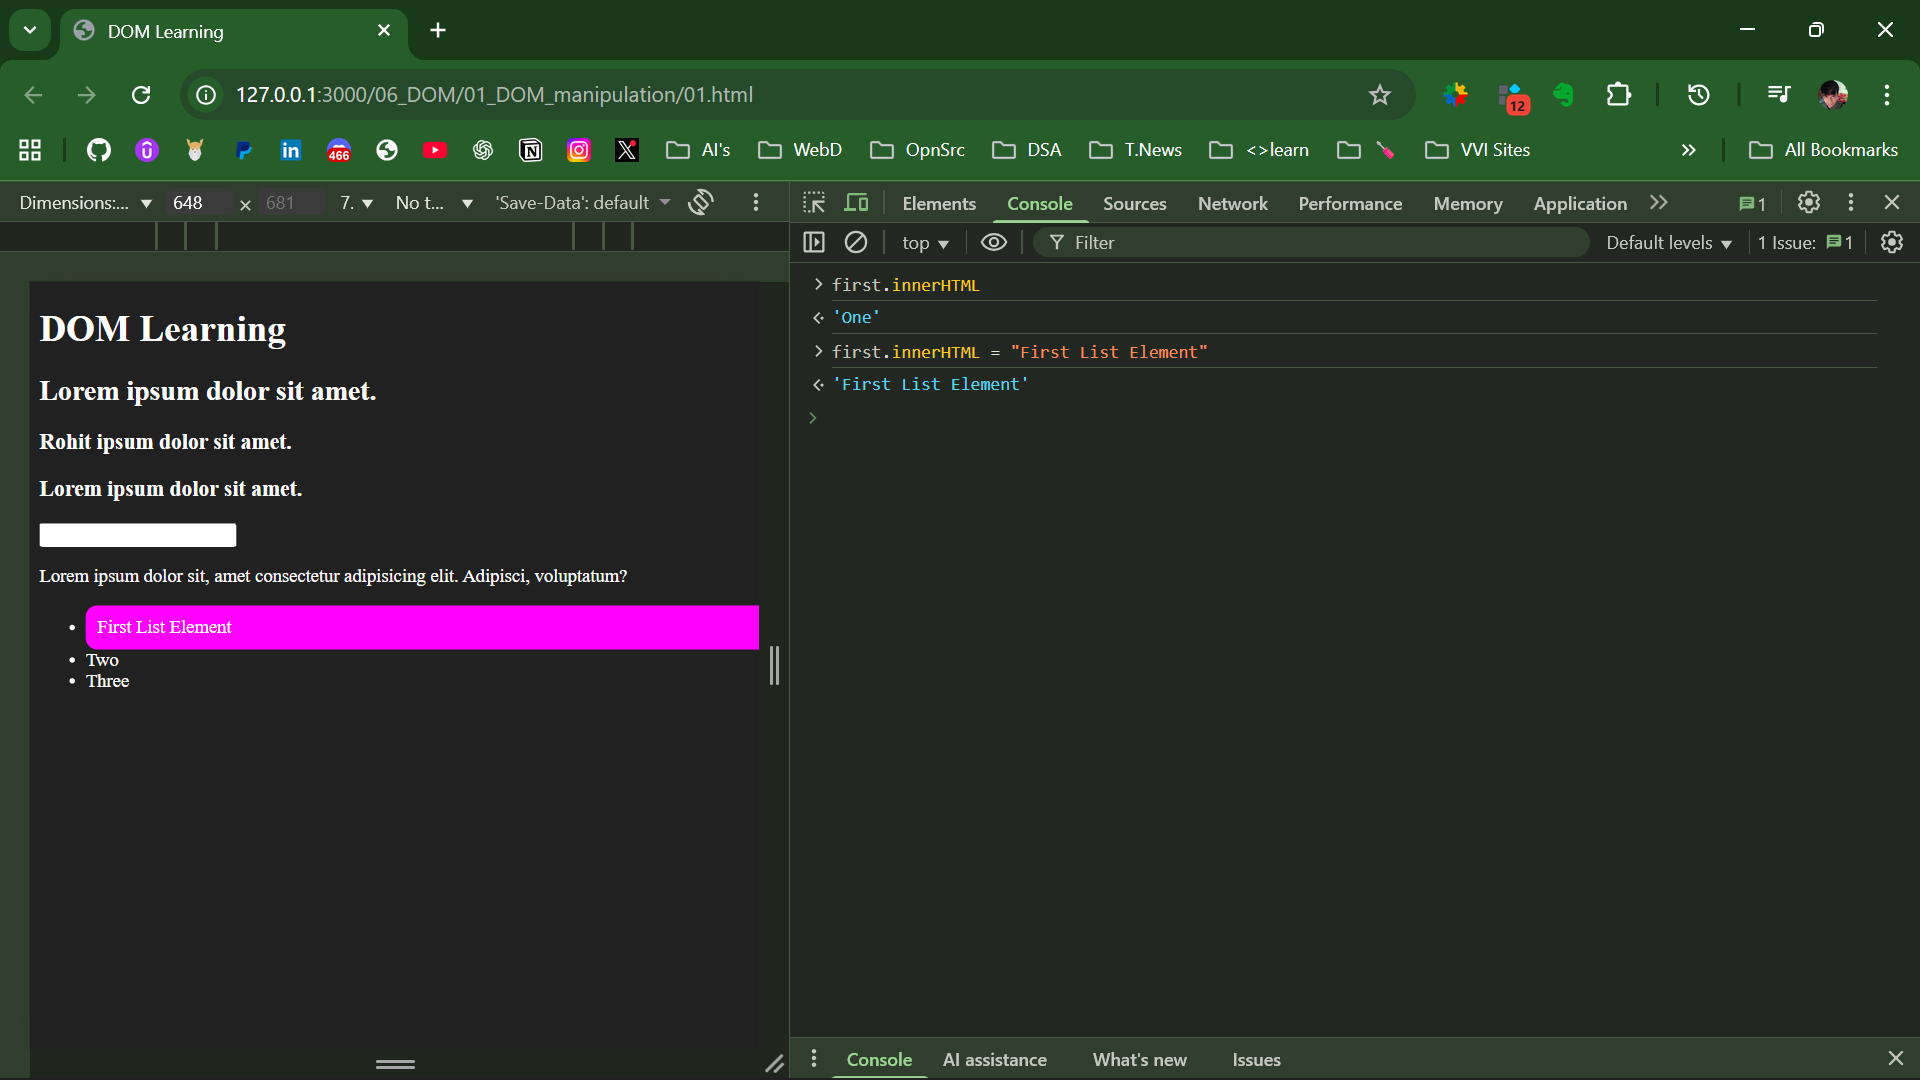 DOM Learning
127.0.0.1:3000/06_DOM/01_DOM_manipulation/01.html
12
466
AI's
WebD
OpnSrc
DSA
T.News
<>learn
VVI Sites
All Bookmarks
Dimensions:... 648 × 681 7. No t... 'Save-Data': default
Elements Console Sources Network Performance Memory Application 1
top Filter Default levels 1 Issue: 1
DOM Learning
Lorem ipsum dolor sit amet.
Rohit ipsum dolor sit amet.
Lorem ipsum dolor sit amet.
Lorem ipsum dolor sit, amet consectetur adipisicing elit. Adipisci, voluptatum?
• First List Element
• Two
• Three
first.innerHTML
'One'
first.innerHTML = "First List Element"
'First List Element'
Console AI assistance What's new Issues